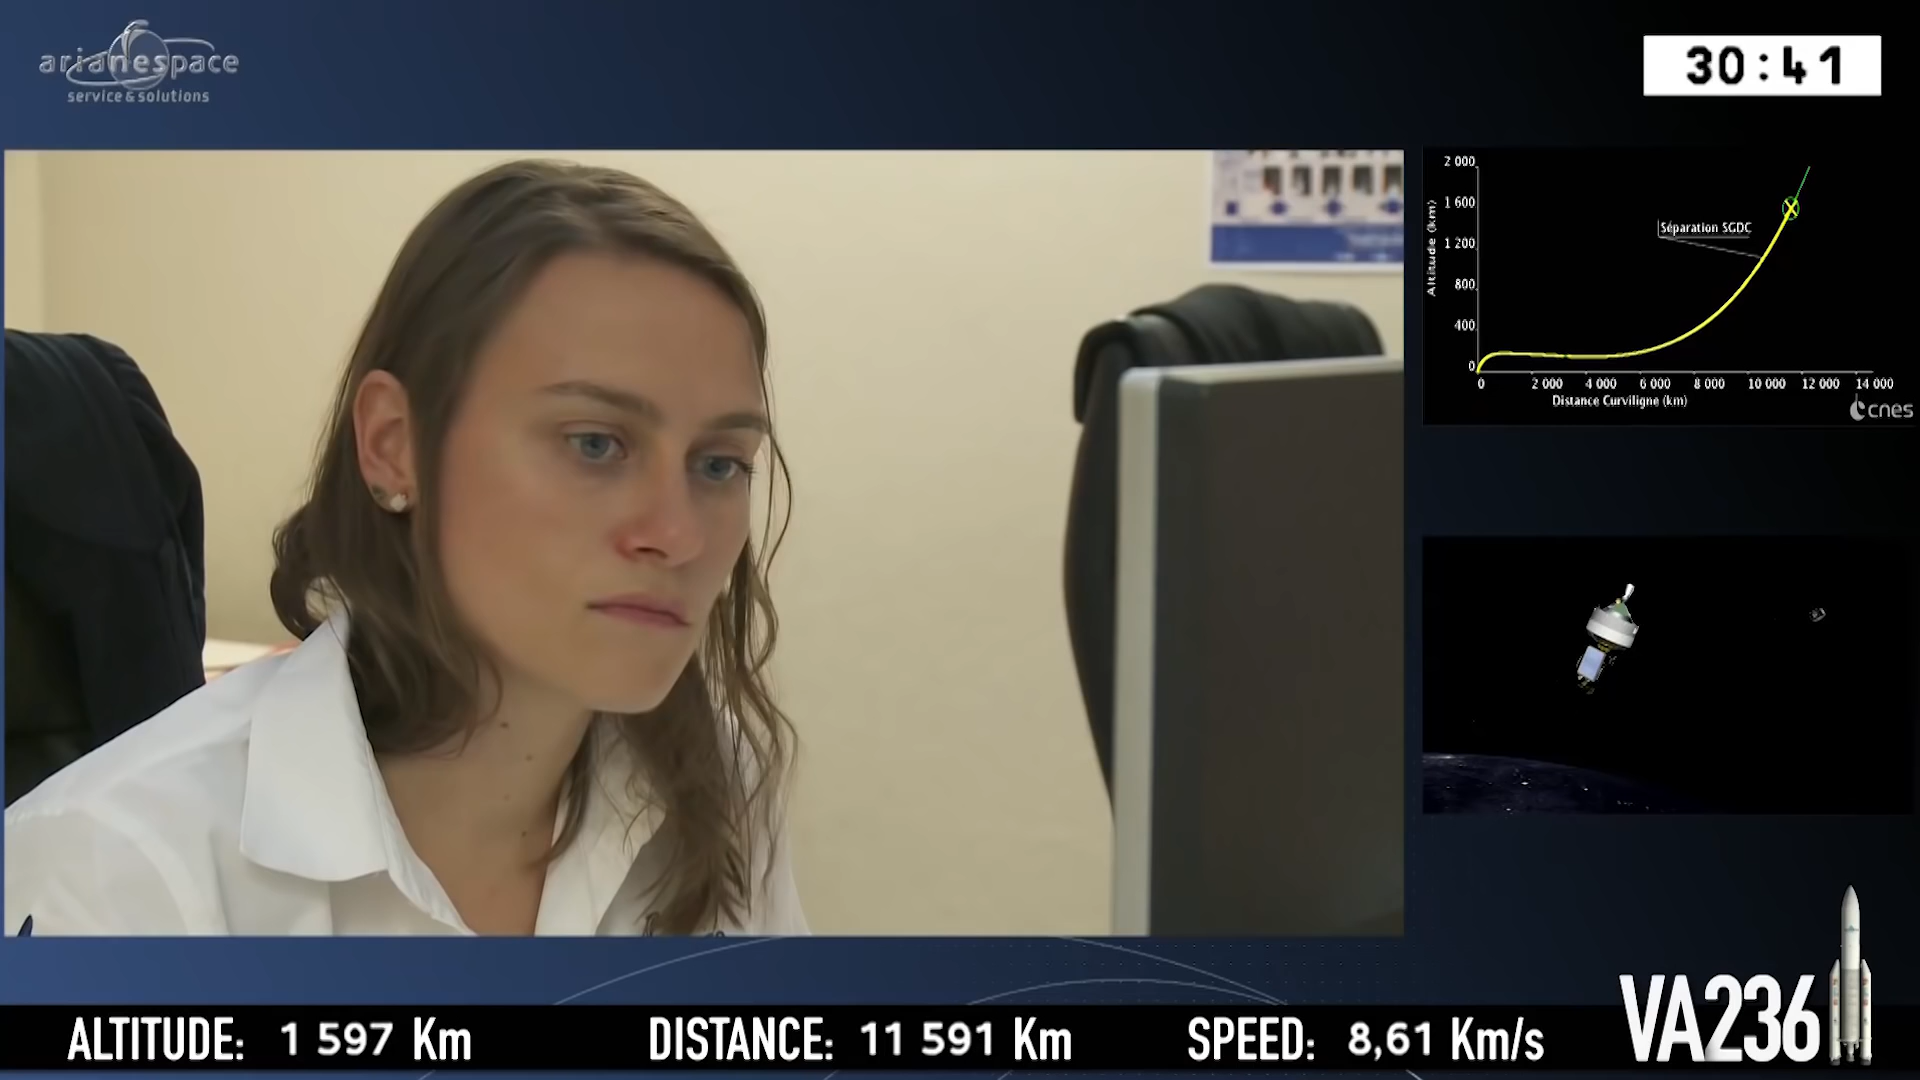 arianespace
service & solutions
30:41
2 000
1 600
1 200
800
400
0
Altitude (km)
Séparation SGDC
0 2 000 4 000 6 000 8 000 10 000 12 000 14 000
Distance Curviligne (km)
cnes
ALTITUDE: 1 597 Km DISTANCE: 11 591 Km SPEED: 8,61 Km/s VA236